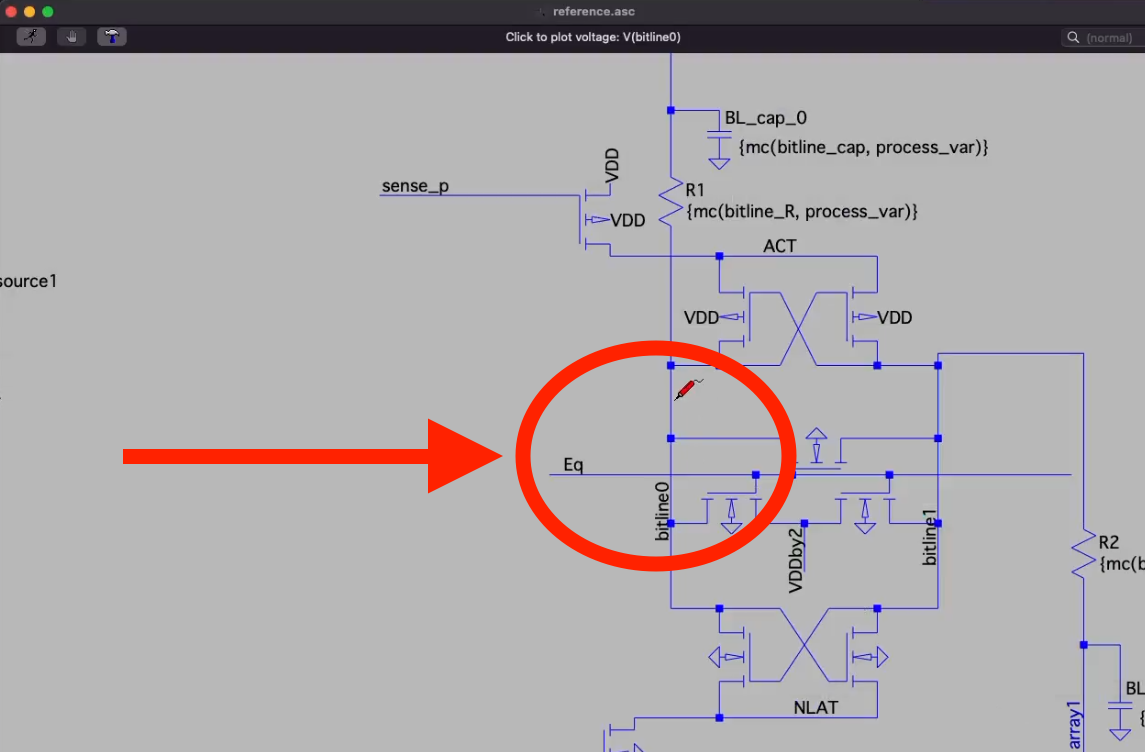 reference.asc
Click to plot voltage: V(bitline0)
(normal)
BL_cap_0
{mc(bitline_cap, process_var)}
VDD
sense_p
R1
VDD
{mc(bitline_R, process_var)}
ACT
source1
VDD
VDD
Eq
bitline0
bitline1
VDDby2
R2
{mc(b
NLAT
BL
{
array1